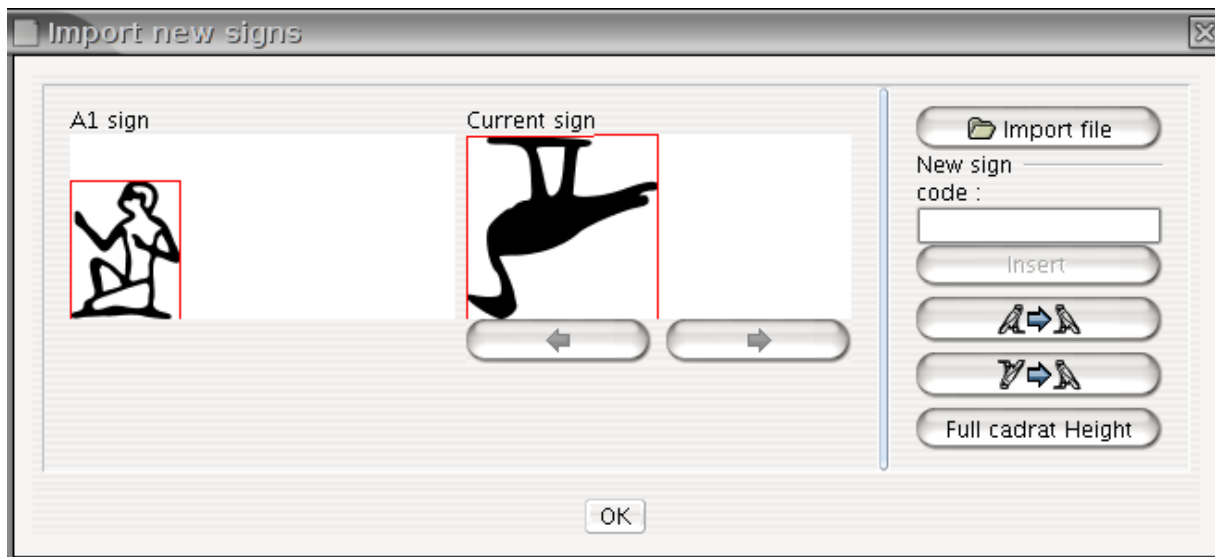 Import new signs
A1 sign
Current sign
Import file
New sign
code :
Insert
Full cadrat Height
OK